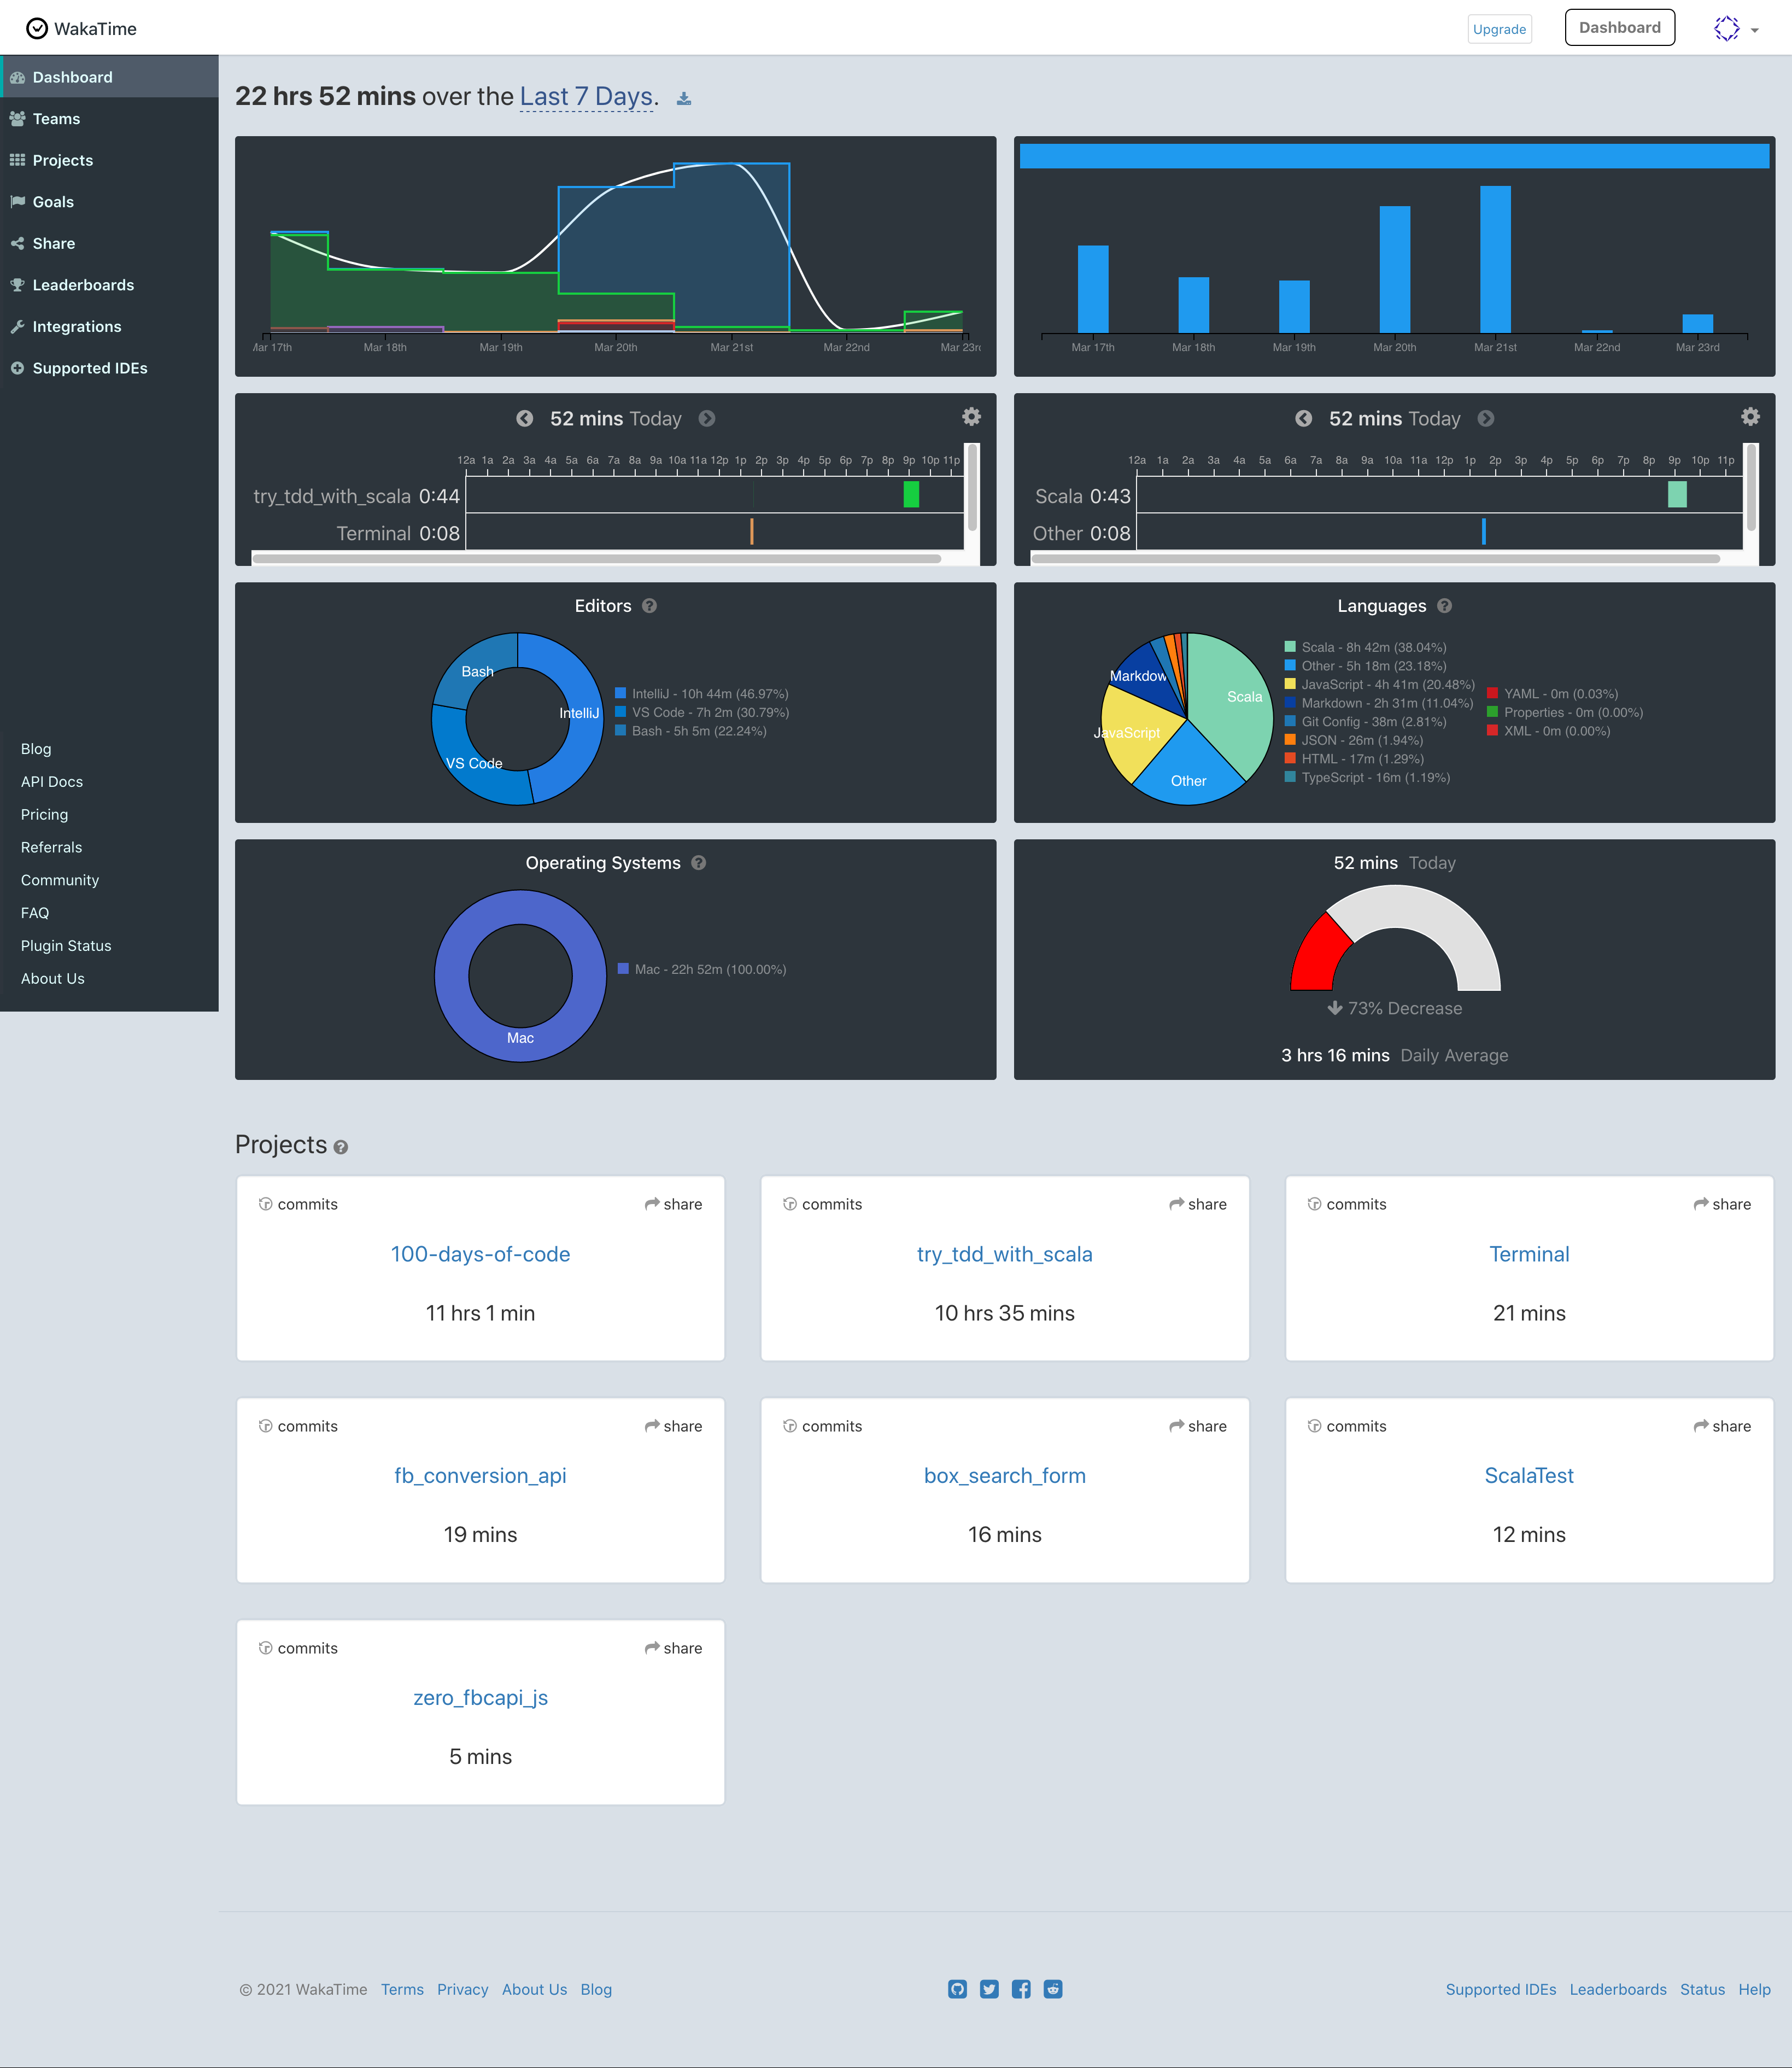 WakaTime
Upgrade
Dashboard
Dashboard
Teams
Projects
Goals
Share
Leaderboards
Integrations
Supported IDEs
Blog
API Docs
Pricing
Referrals
Community
FAQ
Plugin Status
About Us
22 hrs 52 mins over the Last 7 Days.
Mar 18th Mar 19th Mar 20th Mar 21st Mar 22nd
Mar 17th Mar 18th Mar 19th Mar 20th Mar 21st Mar 22nd Mar 23rd
52 mins Today
12a 1a 2a 3a 4a 5a 6a 7a 8a 9a 10a 11a 12p 1p 2p 3p 4p 5p 6p 7p 8p 9p 10p 11p
try_tdd_with_scala 0:44
Terminal 0:08
52 mins Today
12a 1a 2a 3a 4a 5a 6a 7a 8a 9a 10a 11a 12p 1p 2p 3p 4p 5p 6p 7p 8p 9p 10p 11p
Scala 0:43
Other 0:08
Editors
Bash
IntelliJ
VS Code
IntelliJ - 10h 44m (46.97%)
VS Code - 7h 2m (30.79%)
Bash - 5h 5m (22.24%)
Languages
Markdow
Scala
JavaScript
Other
Scala - 8h 42m (38.04%)
Other - 5h 18m (23.18%)
JavaScript - 4h 41m (20.48%)
Markdown - 2h 31m (11.04%)
Git Config - 38m (2.81%)
JSON - 26m (1.94%)
HTML - 17m (1.29%)
TypeScript - 16m (1.19%)
YAML - 0m (0.03%)
Properties - 0m (0.00%)
XML - 0m (0.00%)
Operating Systems
Mac
Mac - 22h 52m (100.00%)
52 mins Today
73% Decrease
3 hrs 16 mins Daily Average
Projects
commits share
100-days-of-code
11 hrs 1 min
commits share
try_tdd_with_scala
10 hrs 35 mins
commits share
Terminal
21 mins
commits share
fb_conversion_api
19 mins
commits share
box_search_form
16 mins
commits share
ScalaTest
12 mins
commits share
zero_fbcapi_js
5 mins
© 2021 WakaTime Terms Privacy About Us Blog
Supported IDEs Leaderboards Status Help